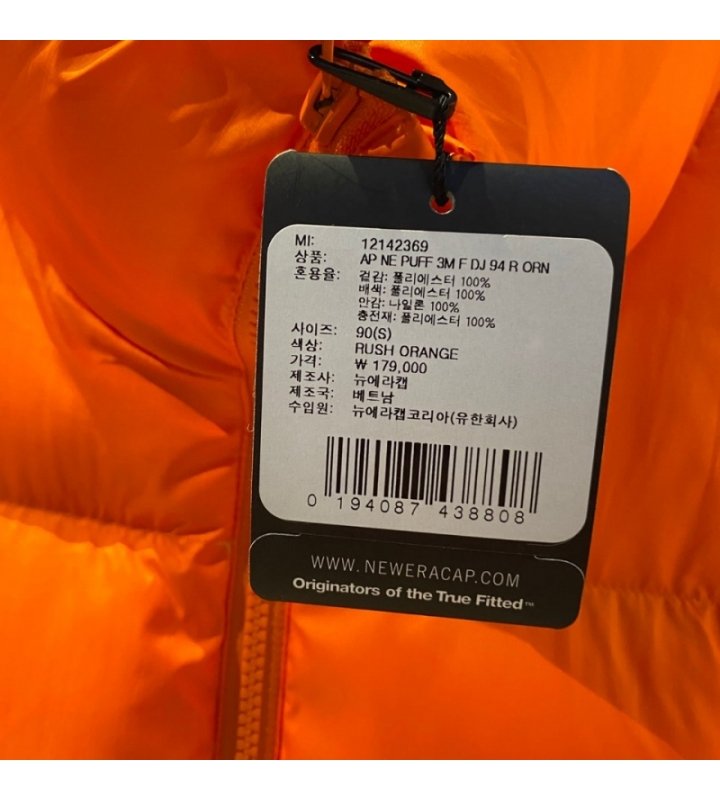 MI: 12142369
상품: AP NE PUFF 3M F DJ 94 R ORN
혼용율: 겉감: 폴리에스터 100%
배색: 폴리에스터 100%
안감: 나일론 100%
충전재: 폴리에스터 100%
사이즈: 90(S)
색상: RUSH ORANGE
가격: ₩ 179,000
제조사: 뉴에라캡
제조국: 베트남
수입원: 뉴에라캡코리아(유한회사)
0 194087 438808
WWW.NEWERACAP.COM
Originators of the True Fitted™